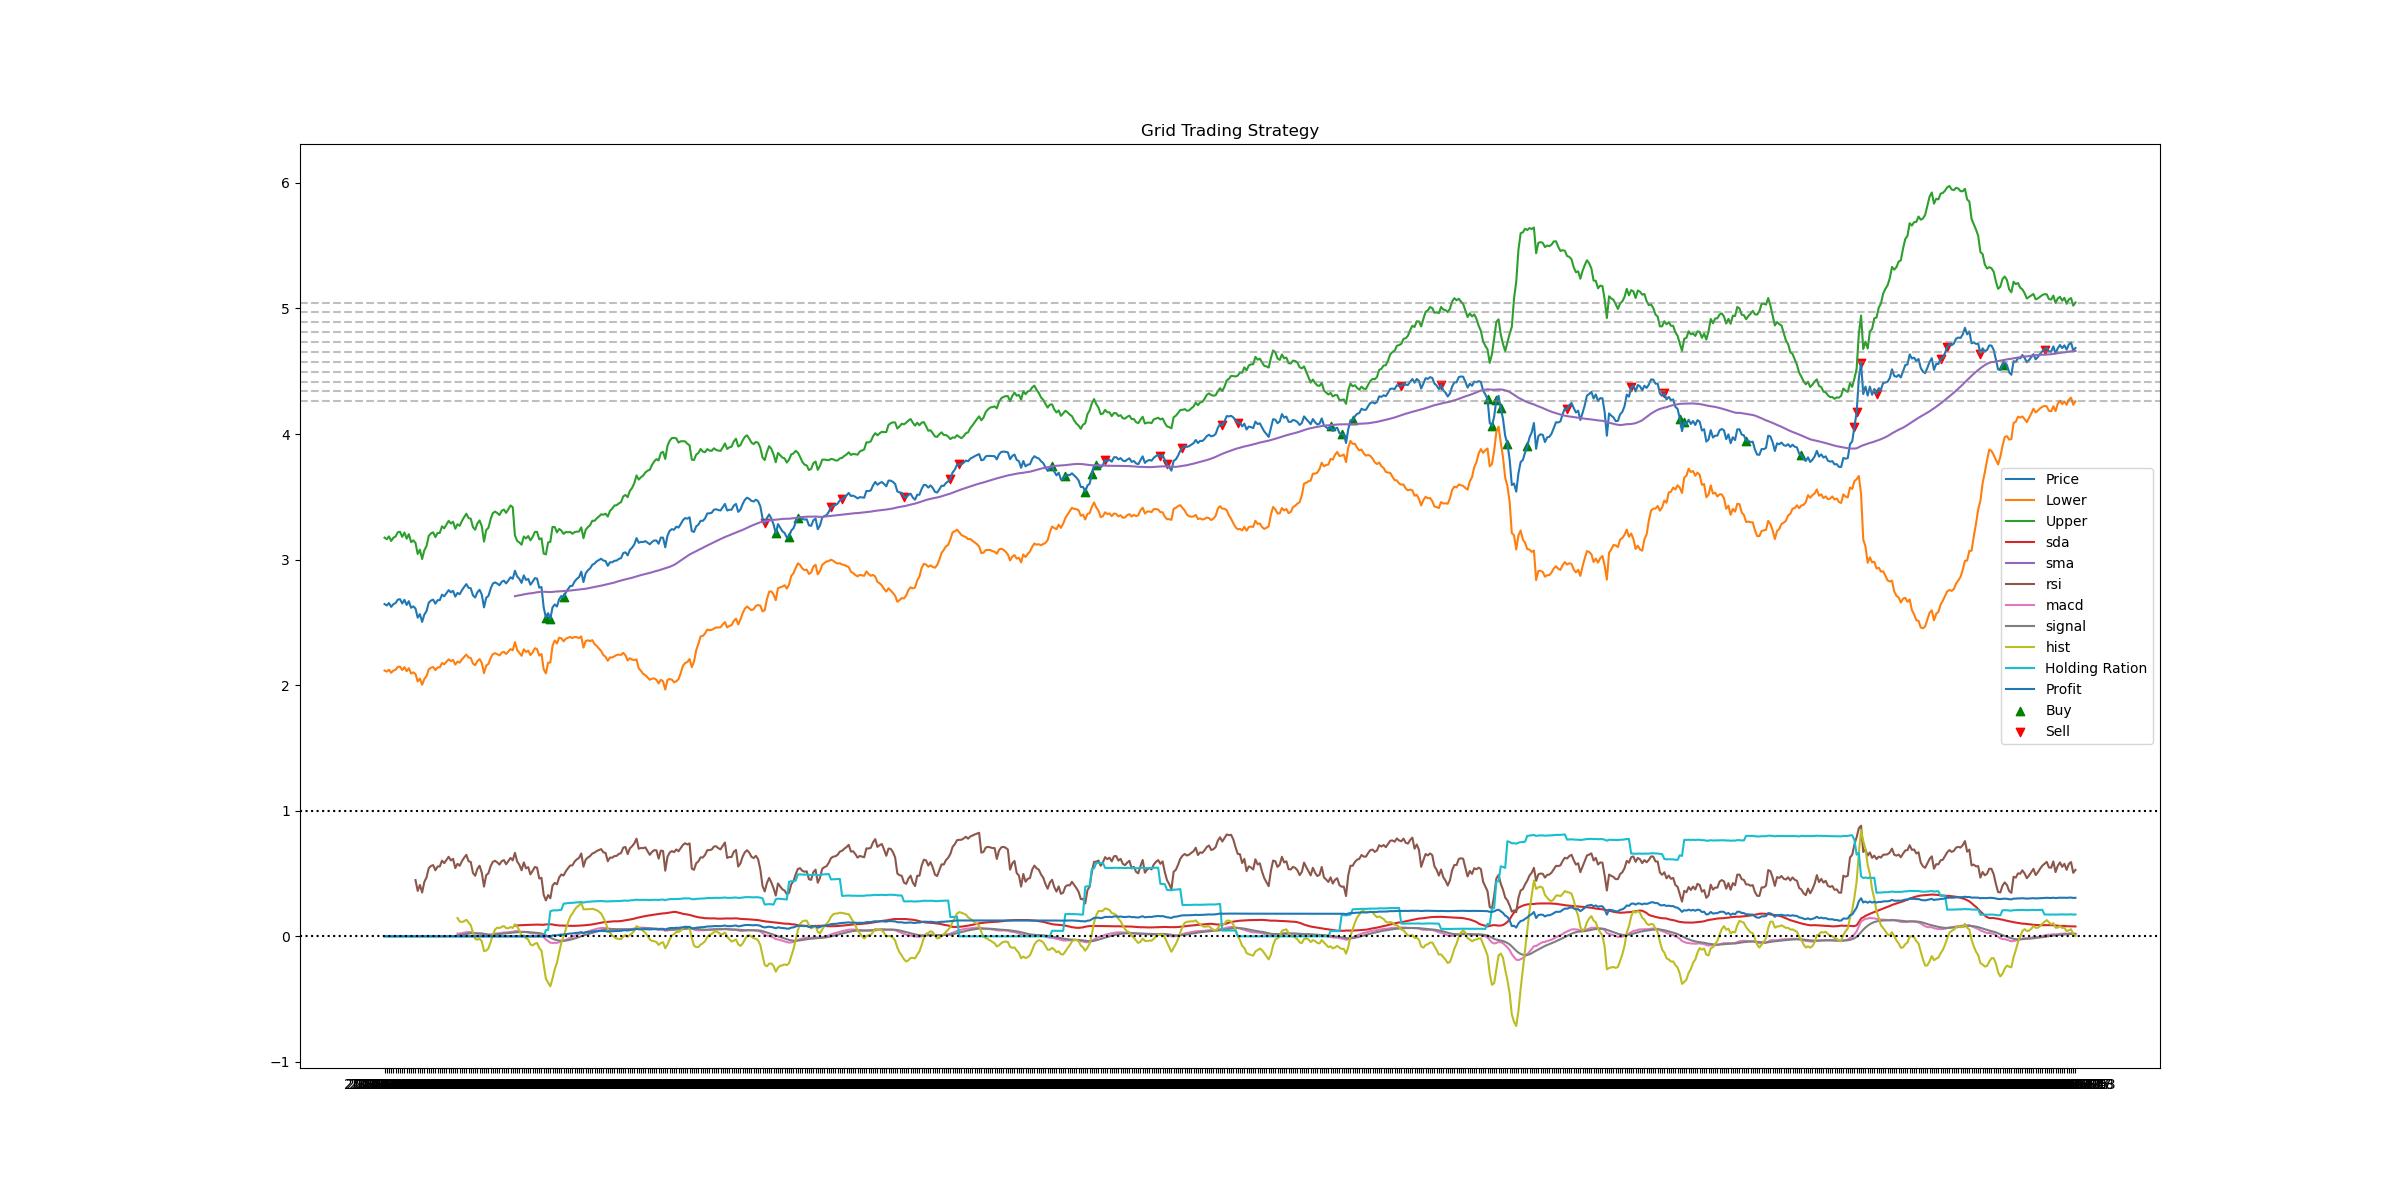 Grid Trading Strategy
6
5
4
3
2
1
0
−1
Price
Lower
Upper
sda
sma
rsi
macd
signal
hist
Holding Ration
Profit
Buy
Sell